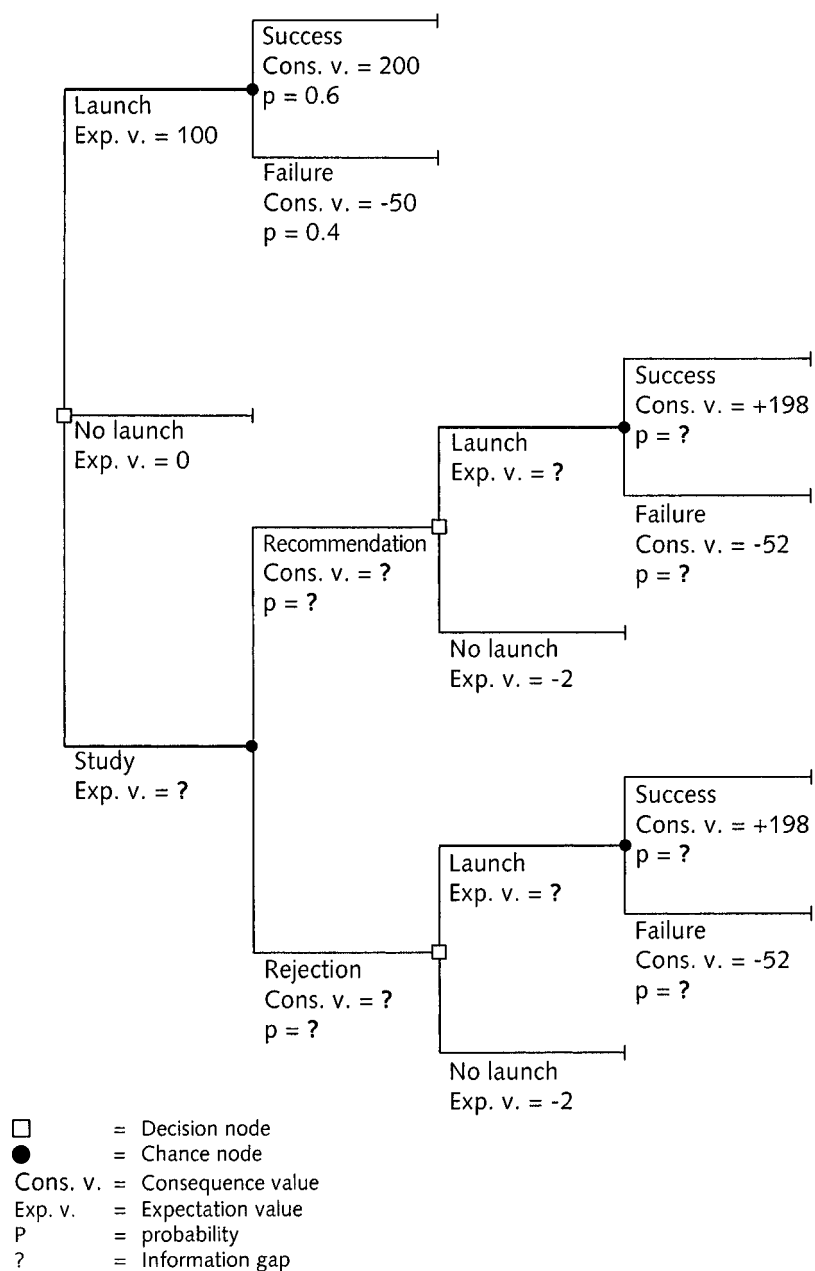 Success
Cons. v. = 200
p = 0.6
Launch
Exp. v. = 100
Failure
Cons. v. = -50
p = 0.4
Success
Cons. v. = +198
p = ?
No launch
Exp. v. = 0
Launch
Exp. v. = ?
Failure
Cons. v. = -52
p = ?
Recommendation
Cons. v. = ?
p = ?
No launch
Exp. v. = -2
Study
Exp. v. = ?
Success
Cons. v. = +198
p = ?
Launch
Exp. v. = ?
Failure
Cons. v. = -52
p = ?
Rejection
Cons. v. = ?
p = ?
No launch
Exp. v. = -2
= Decision node
= Chance node
Cons. v. = Consequence value
Exp. v. = Expectation value
P = probability
? = Information gap